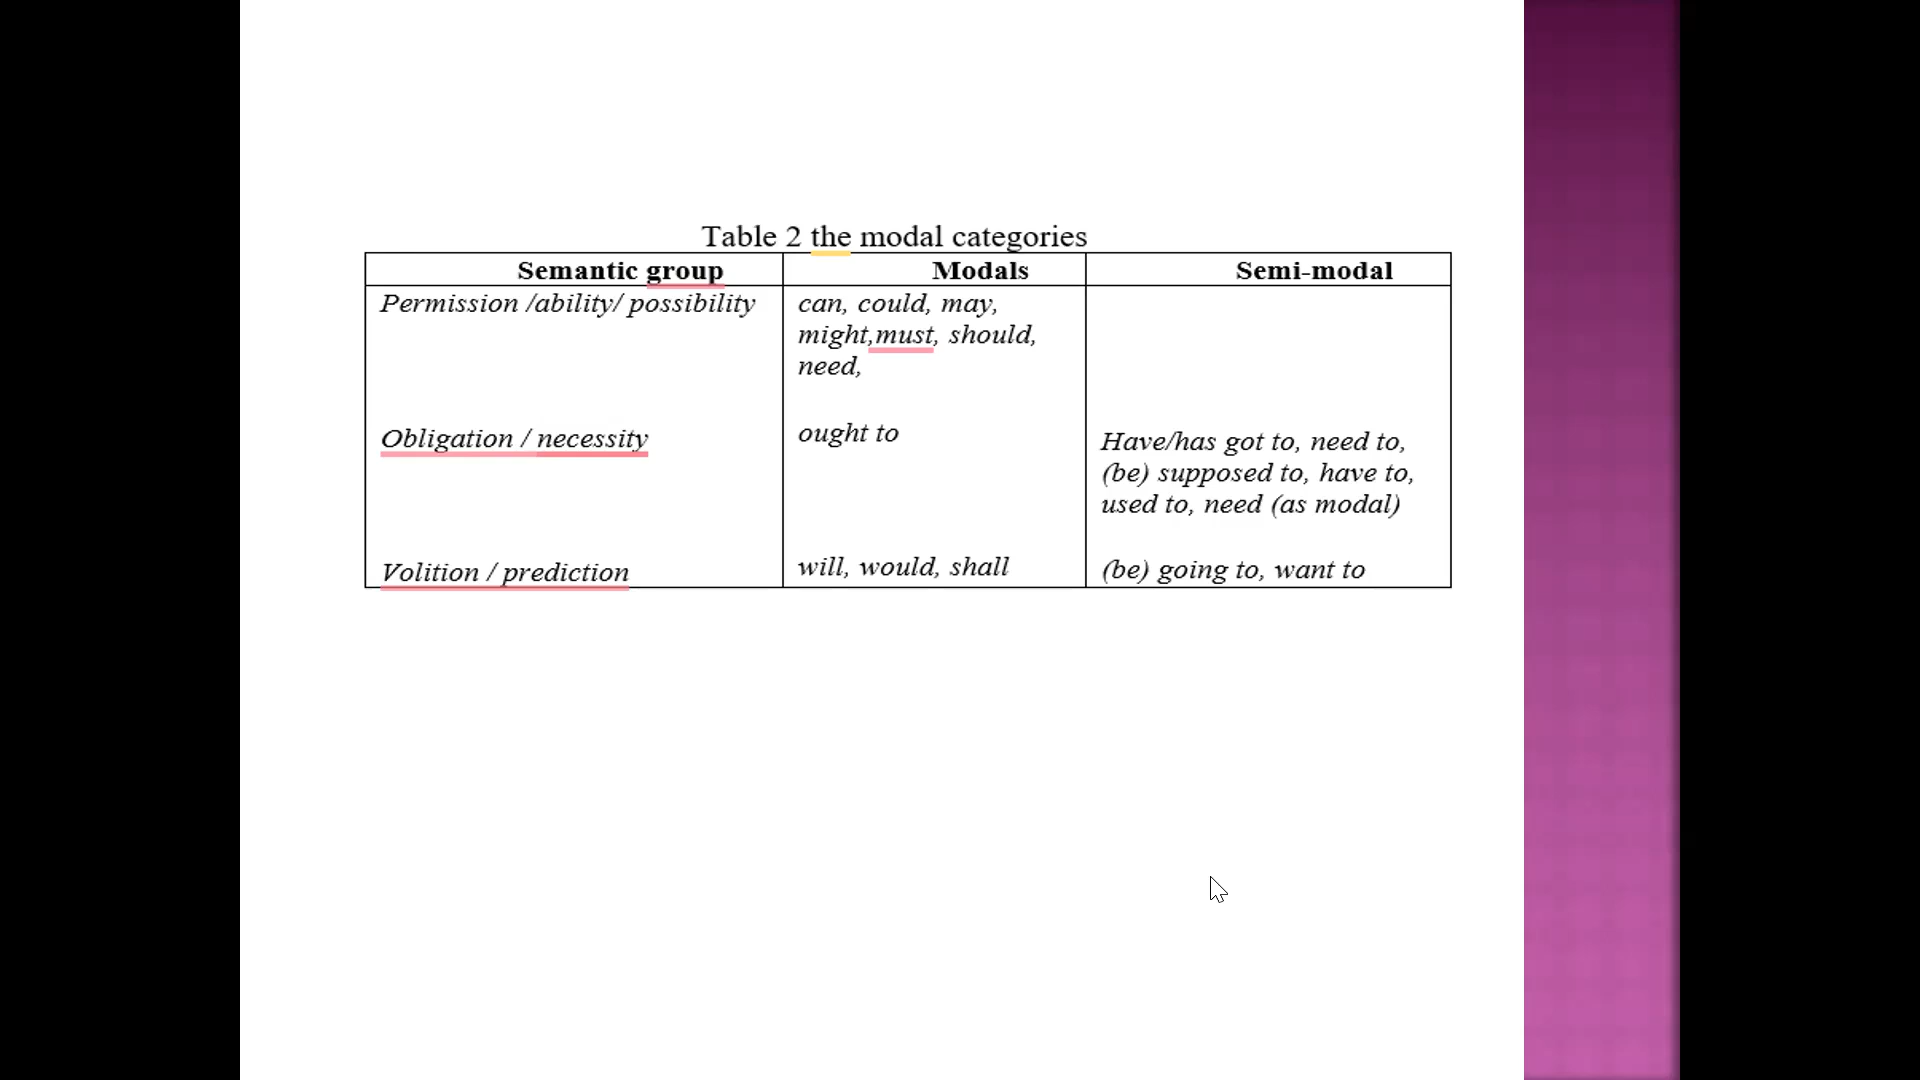 Table 2 the modal categories
Semantic group Modals Semi-modal
Permission /ability/ possibility can, could, may,
might,must, should,
need,
Obligation / necessity ought to Have/has got to, need to,
(be) supposed to, have to,
used to, need (as modal)
Volition / prediction will, would, shall (be) going to, want to